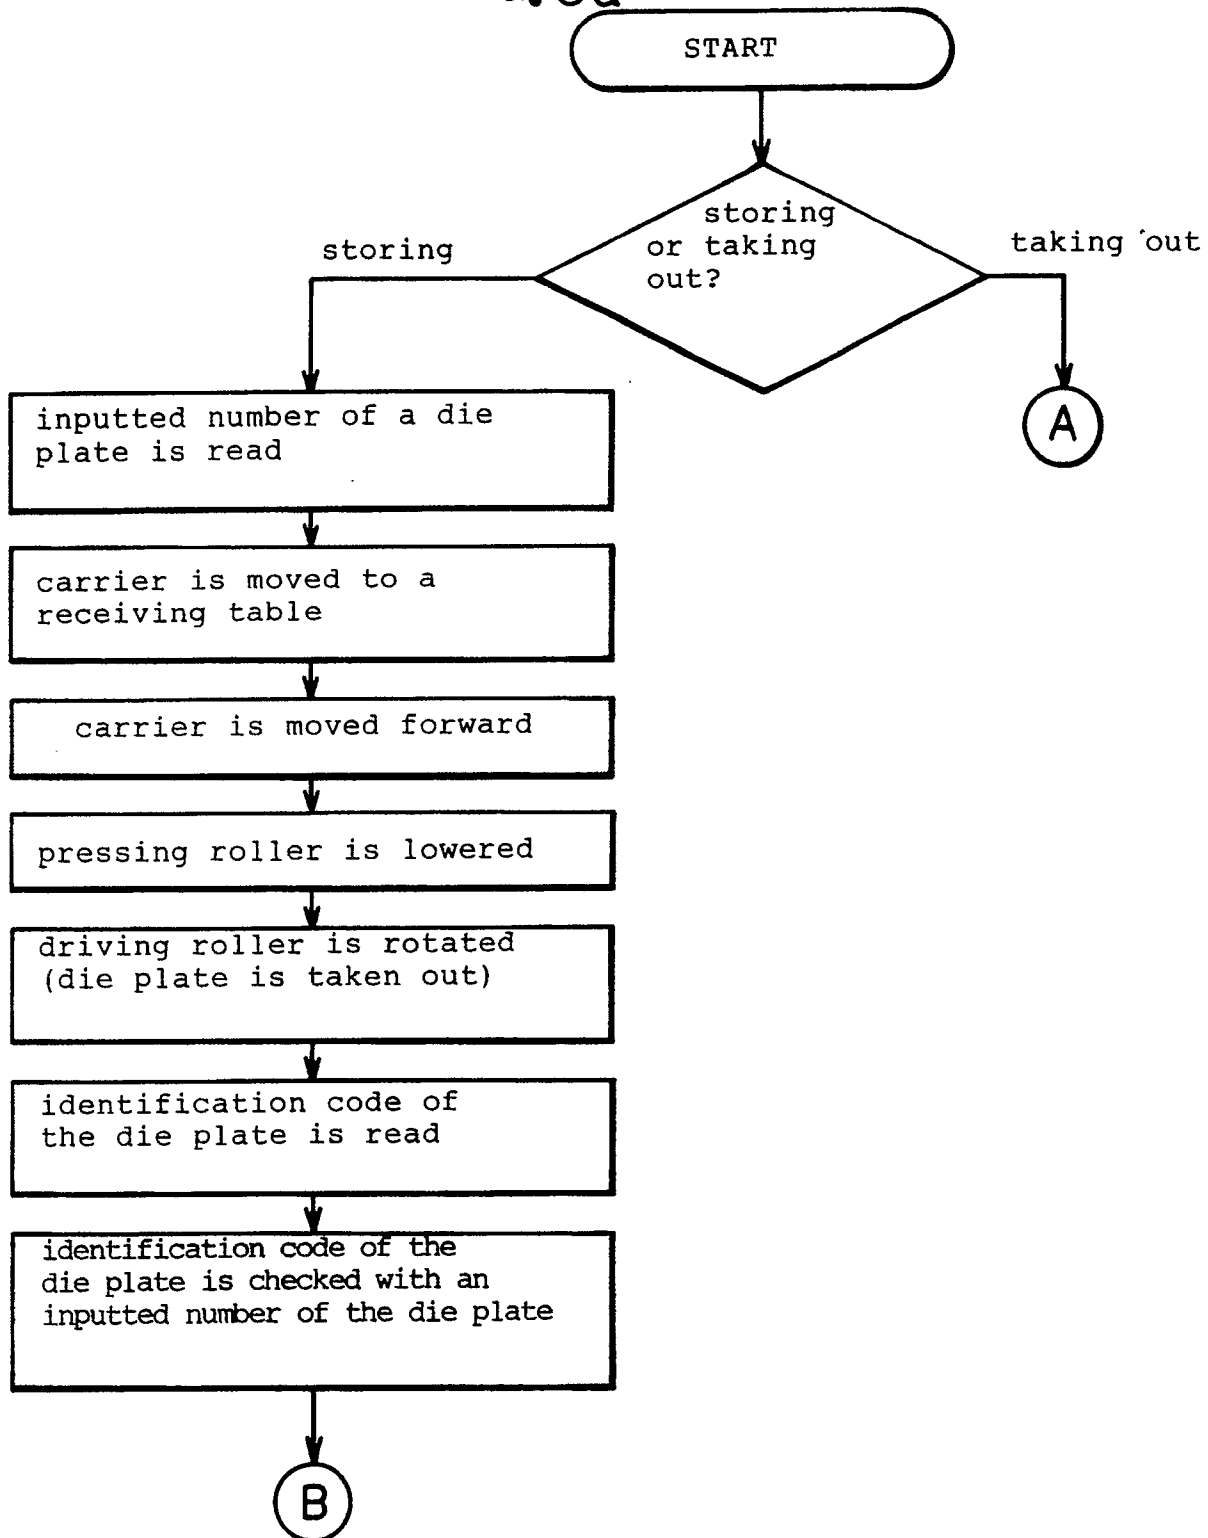 START
storing
or taking
out?
storing
taking out
A
inputted number of a die
plate is read
carrier is moved to a
receiving table
carrier is moved forward
pressing roller is lowered
driving roller is rotated
(die plate is taken out)
identification code of
the die plate is read
identification code of the
die plate is checked with an
inputted number of the die plate
B